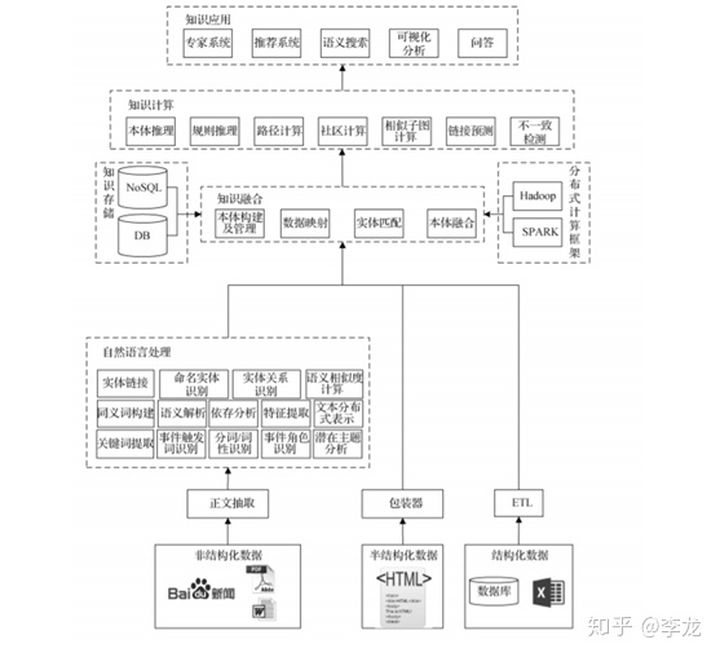 知识应用
专家系统
推荐系统
语义搜索
可视化
分析
问答
知识计算
本体推理
规则推理
路径计算
社区计算
相似子图
计算
链接预测
不一致
检测
知识存储
NoSQL
DB
知识融合
本体构建
及管理
数据映射
实体匹配
本体融合
分布式计算框架
Hadoop
SPARK
自然语言处理
实体链接
命名实体
识别
实体关系
识别
语义相似度
计算
同义词构建
语义解析
依存分析
特征提取
文本分布
式表示
关键词提取
事件触发
词识别
分词/词
性识别
事件角色
识别
潜在主题
分析
正文抽取
包装器
ETL
非结构化数据
Bai du 新闻
PDF
Adobe
W
半结构化数据
<HTML>
结构化数据
数据库
X
知乎 @李龙